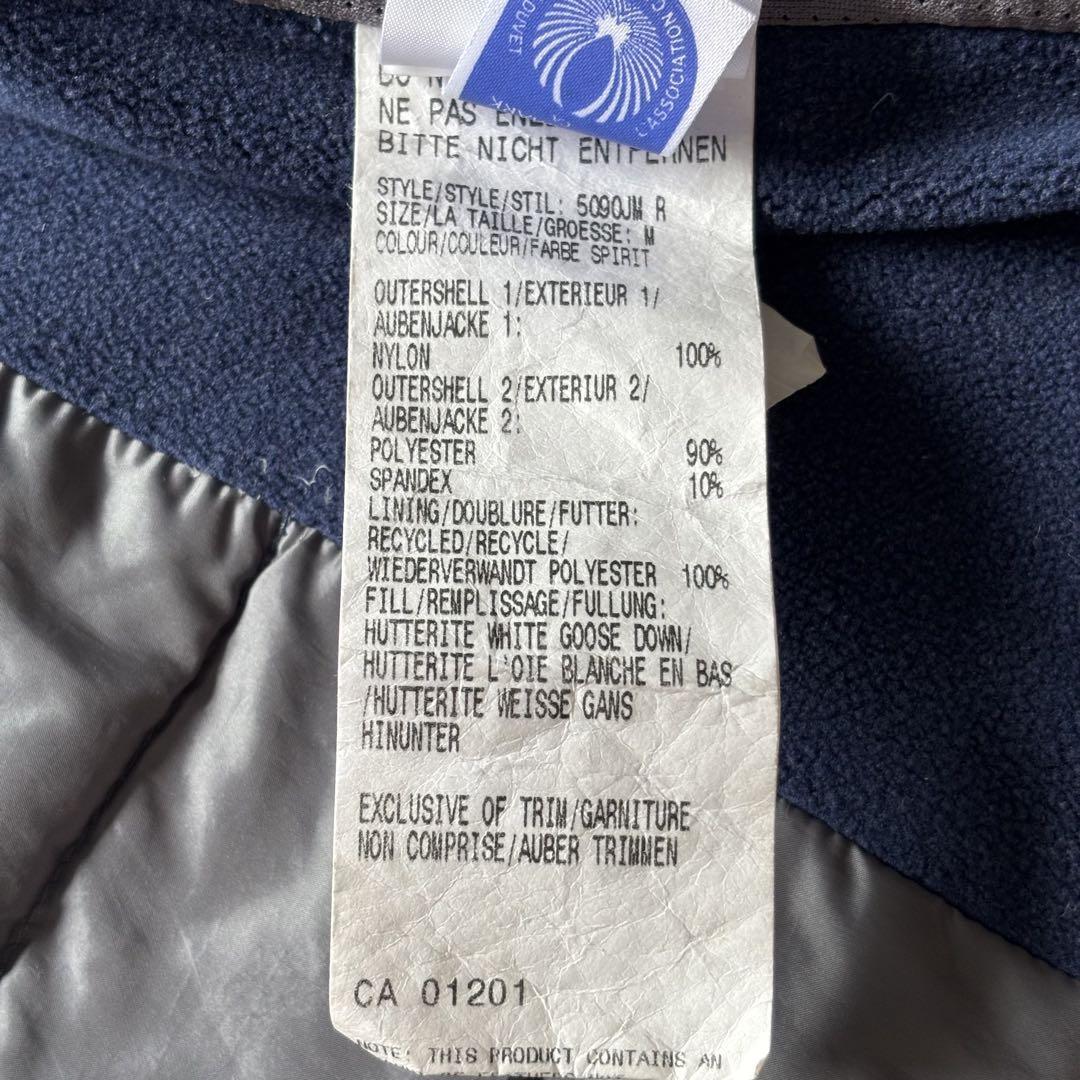 L'ASSOCIATION
DUVET
NE PAS
BITTE NICHT ENTFERNEN
STYLE/STYLE/STIL: 5090JM R
SIZE/LA TAILLE/GROESSE: M
COLOUR/COULEUR/FARBE SPIRIT
OUTERSHELL 1/EXTERIEUR 1/
AUBENJACKE 1:
NYLON 100%
OUTERSHELL 2/EXTERIUR 2/
AUBENJACKE 2:
POLYESTER 90%
SPANDEX 10%
LINING/DOUBLURE/FUTTER:
RECYCLED/RECYCLE/
WIEDERVERWANDT POLYESTER 100%
FILL/REMPLISSAGE/FULLUNG:
HUTTERITE WHITE GOOSE DOWN/
HUTTERITE L'OIE BLANCHE EN BAS
/HUTTERITE WEISSE GANS
HINUNTER
EXCLUSIVE OF TRIM/GARNITURE
NON COMPRISE/AUBER TRIMMEN
CA 01201
NOTE: THIS PRODUCT CONTAINS AN